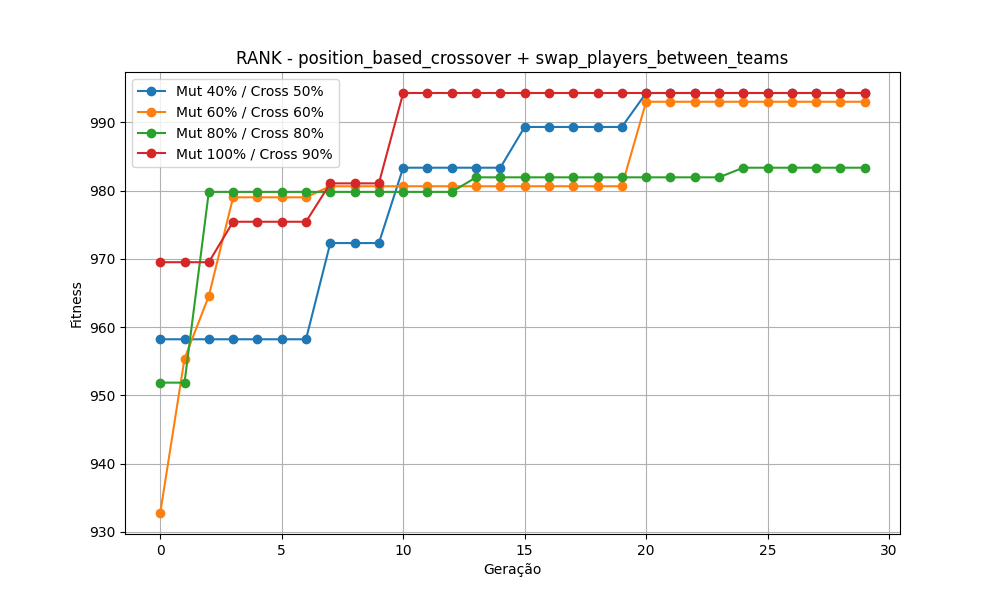 RANK - position_based_crossover + swap_players_between_teams
Mut 40% / Cross 50%
Mut 60% / Cross 60%
Mut 80% / Cross 80%
Mut 100% / Cross 90%
990
980
970
960
950
940
930
Fitness
0 5 10 15 20 25 30
Geração